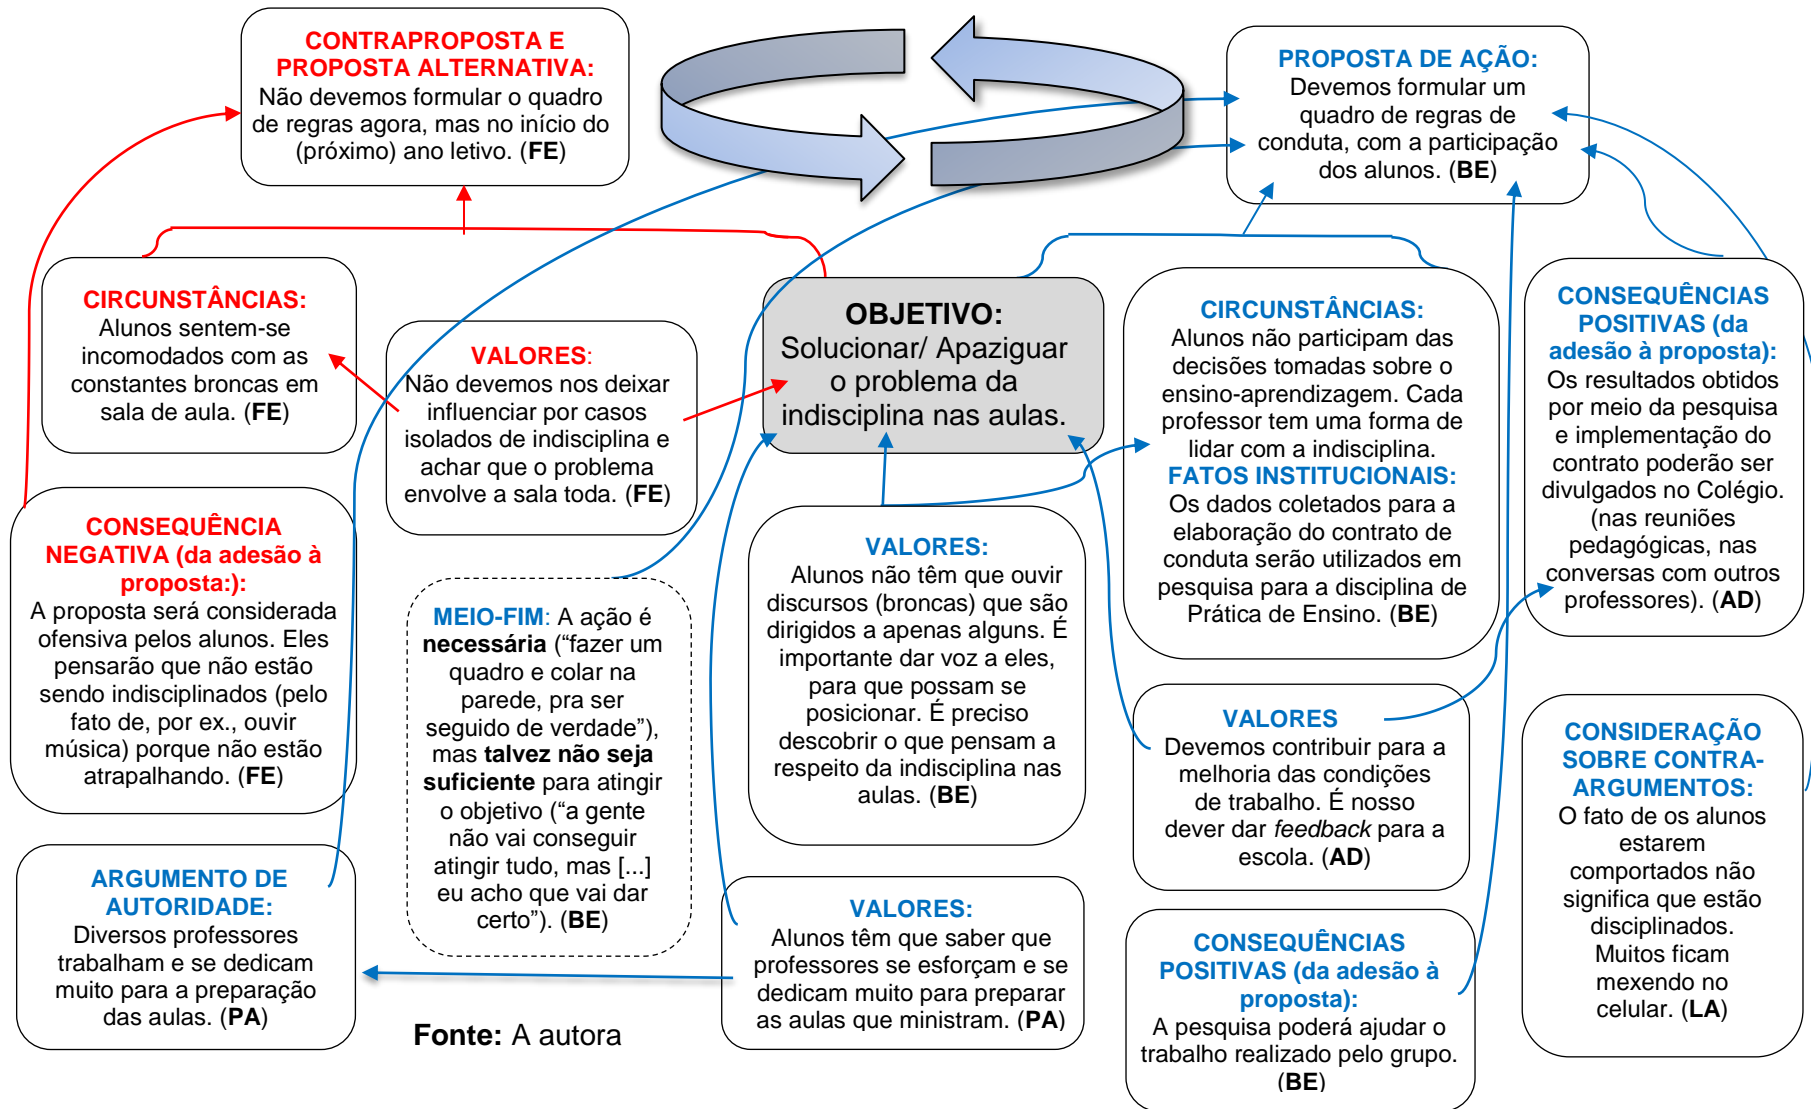 CONTRAPROPOSTA E
PROPOSTA ALTERNATIVA:
Não devemos formular o quadro
de regras agora, mas no início do
(próximo) ano letivo. (FE)
PROPOSTA DE AÇÃO:
Devemos formular um
quadro de regras de
conduta, com a participação
dos alunos. (BE)
CIRCUNSTÂNCIAS:
Alunos sentem-se
incomodados com as
constantes broncas em
sala de aula. (FE)
VALORES:
Não devemos nos deixar
influenciar por casos
isolados de indisciplina e
achar que o problema
envolve a sala toda. (FE)
OBJETIVO:
Solucionar/ Apaziguar
o problema da
indisciplina nas aulas.
CIRCUNSTÂNCIAS:
Alunos não participam das
decisões tomadas sobre o
ensino-aprendizagem. Cada
professor tem uma forma de
lidar com a indisciplina.
FATOS INSTITUCIONAIS:
Os dados coletados para a
elaboração do contrato de
conduta serão utilizados em
pesquisa para a disciplina de
Prática de Ensino. (BE)
CONSEQUÊNCIAS
POSITIVAS (da
adesão à proposta):
Os resultados obtidos
por meio da pesquisa
e implementação do
contrato poderão ser
divulgados no Colégio.
(nas reuniões
pedagógicas, nas
conversas com outros
professores). (AD)
CONSEQUÊNCIA
NEGATIVA (da adesão à
proposta:):
A proposta será considerada
ofensiva pelos alunos. Eles
pensarão que não estão
sendo indisciplinados (pelo
fato de, por ex., ouvir
música) porque não estão
atrapalhando. (FE)
MEIO-FIM: A ação é
necessária (“fazer um
quadro e colar na
parede, pra ser
seguido de verdade”),
mas talvez não seja
suficiente para atingir
o objetivo (“a gente
não vai conseguir
atingir tudo, mas [...]
eu acho que vai dar
certo”). (BE)
VALORES:
Alunos não têm que ouvir
discursos (broncas) que são
dirigidos a apenas alguns. É
importante dar voz a eles,
para que possam se
posicionar. É preciso
descobrir o que pensam a
respeito da indisciplina nas
aulas. (BE)
VALORES
Devemos contribuir para a
melhoria das condições
de trabalho. É nosso
dever dar feedback para a
escola. (AD)
CONSIDERAÇÃO
SOBRE CONTRA-
ARGUMENTOS:
O fato de os alunos
estarem
comportados não
significa que estão
disciplinados.
Muitos ficam
mexendo no
celular. (LA)
ARGUMENTO DE
AUTORIDADE:
Diversos professores
trabalham e se dedicam
muito para a preparação
das aulas. (PA)
VALORES:
Alunos têm que saber que
professores se esforçam e se
dedicam muito para preparar
as aulas que ministram. (PA)
CONSEQUÊNCIAS
POSITIVAS (da adesão à
proposta):
A pesquisa poderá ajudar o
trabalho realizado pelo grupo.
(BE)
Fonte: A autora